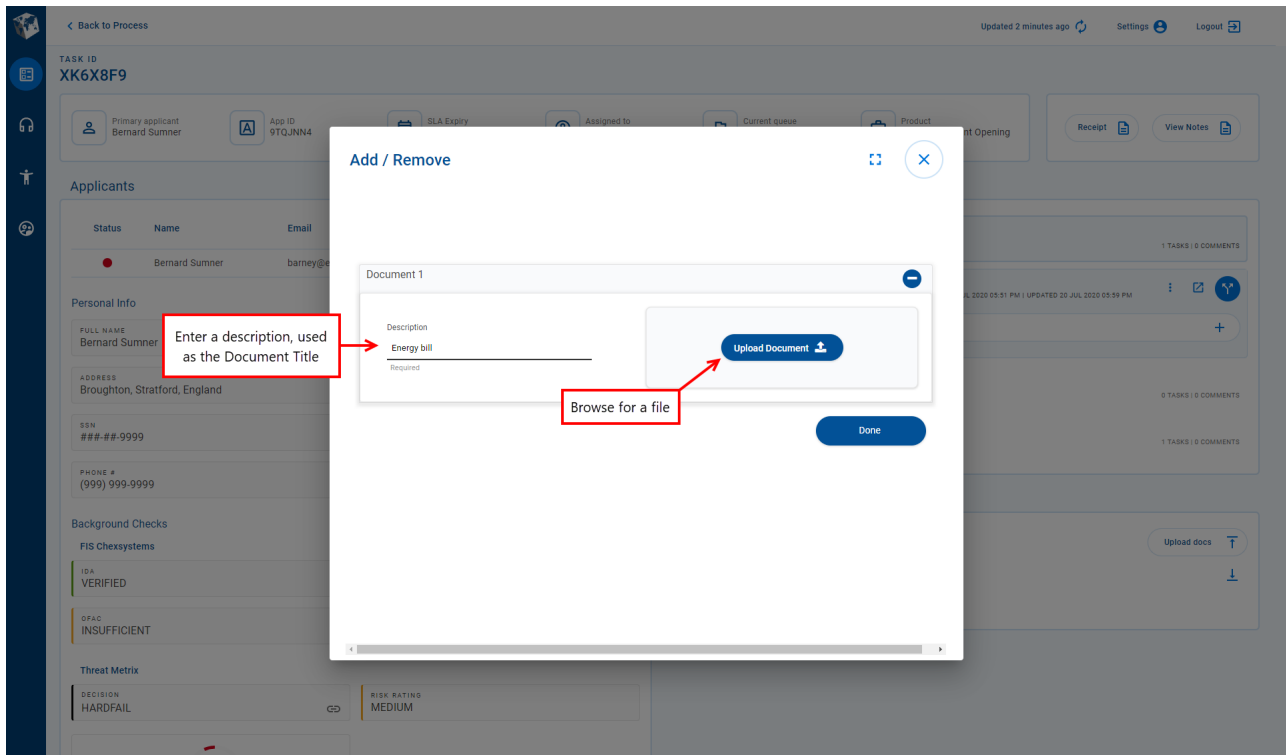 Back to Process
Updated 2 minutes ago
Settings
Logout
TASK ID
XK6X8F9
Primary applicant
Bernard Sumner
App ID
9TQJNN4
SLA Expiry
Assigned to
Current queue
Product
nt Opening
Receipt
View Notes
Add / Remove
Applicants
Status Name Email
Bernard Sumner barney@e
1 TASKS | 0 COMMENTS
Document 1
JL 2020 05:51 PM | UPDATED 20 JUL 2020 05:59 PM
Personal Info
FULL NAME
Bernard Sumner
Enter a description, used
as the Document Title
Description
Energy bill
Required
Upload Document
Browse for a file
ADDRESS
Broughton, Stratford, England
0 TASKS | 0 COMMENTS
SSN
###-##-9999
Done
1 TASKS | 0 COMMENTS
PHONE #
(999) 999-9999
Background Checks
FIS Chexsystems
Upload docs
IDA
VERIFIED
OFAC
INSUFFICIENT
Threat Metrix
DECISION
HARDFAIL
RISK RATING
MEDIUM